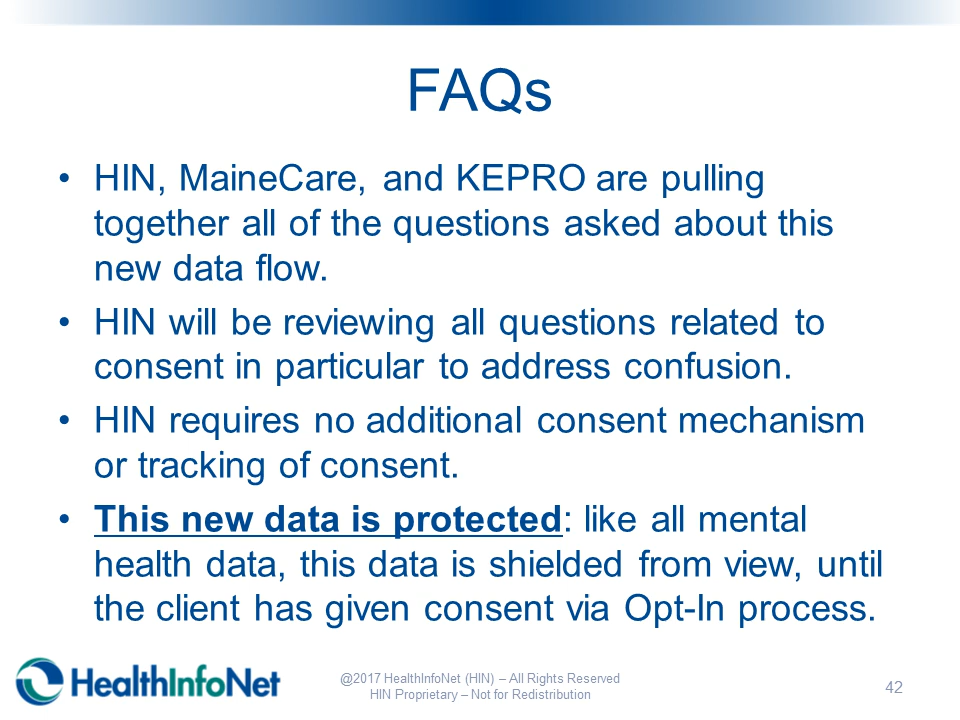 FAQs
• HIN, MaineCare, and KEPRO are pulling
together all of the questions asked about this
new data flow.
• HIN will be reviewing all questions related to
consent in particular to address confusion.
• HIN requires no additional consent mechanism
or tracking of consent.
• This new data is protected: like all mental
health data, this data is shielded from view, until
the client has given consent via Opt-In process.
HealthInfoNet
@2017 HealthInfoNet (HIN) – All Rights Reserved
HIN Proprietary – Not for Redistribution
42